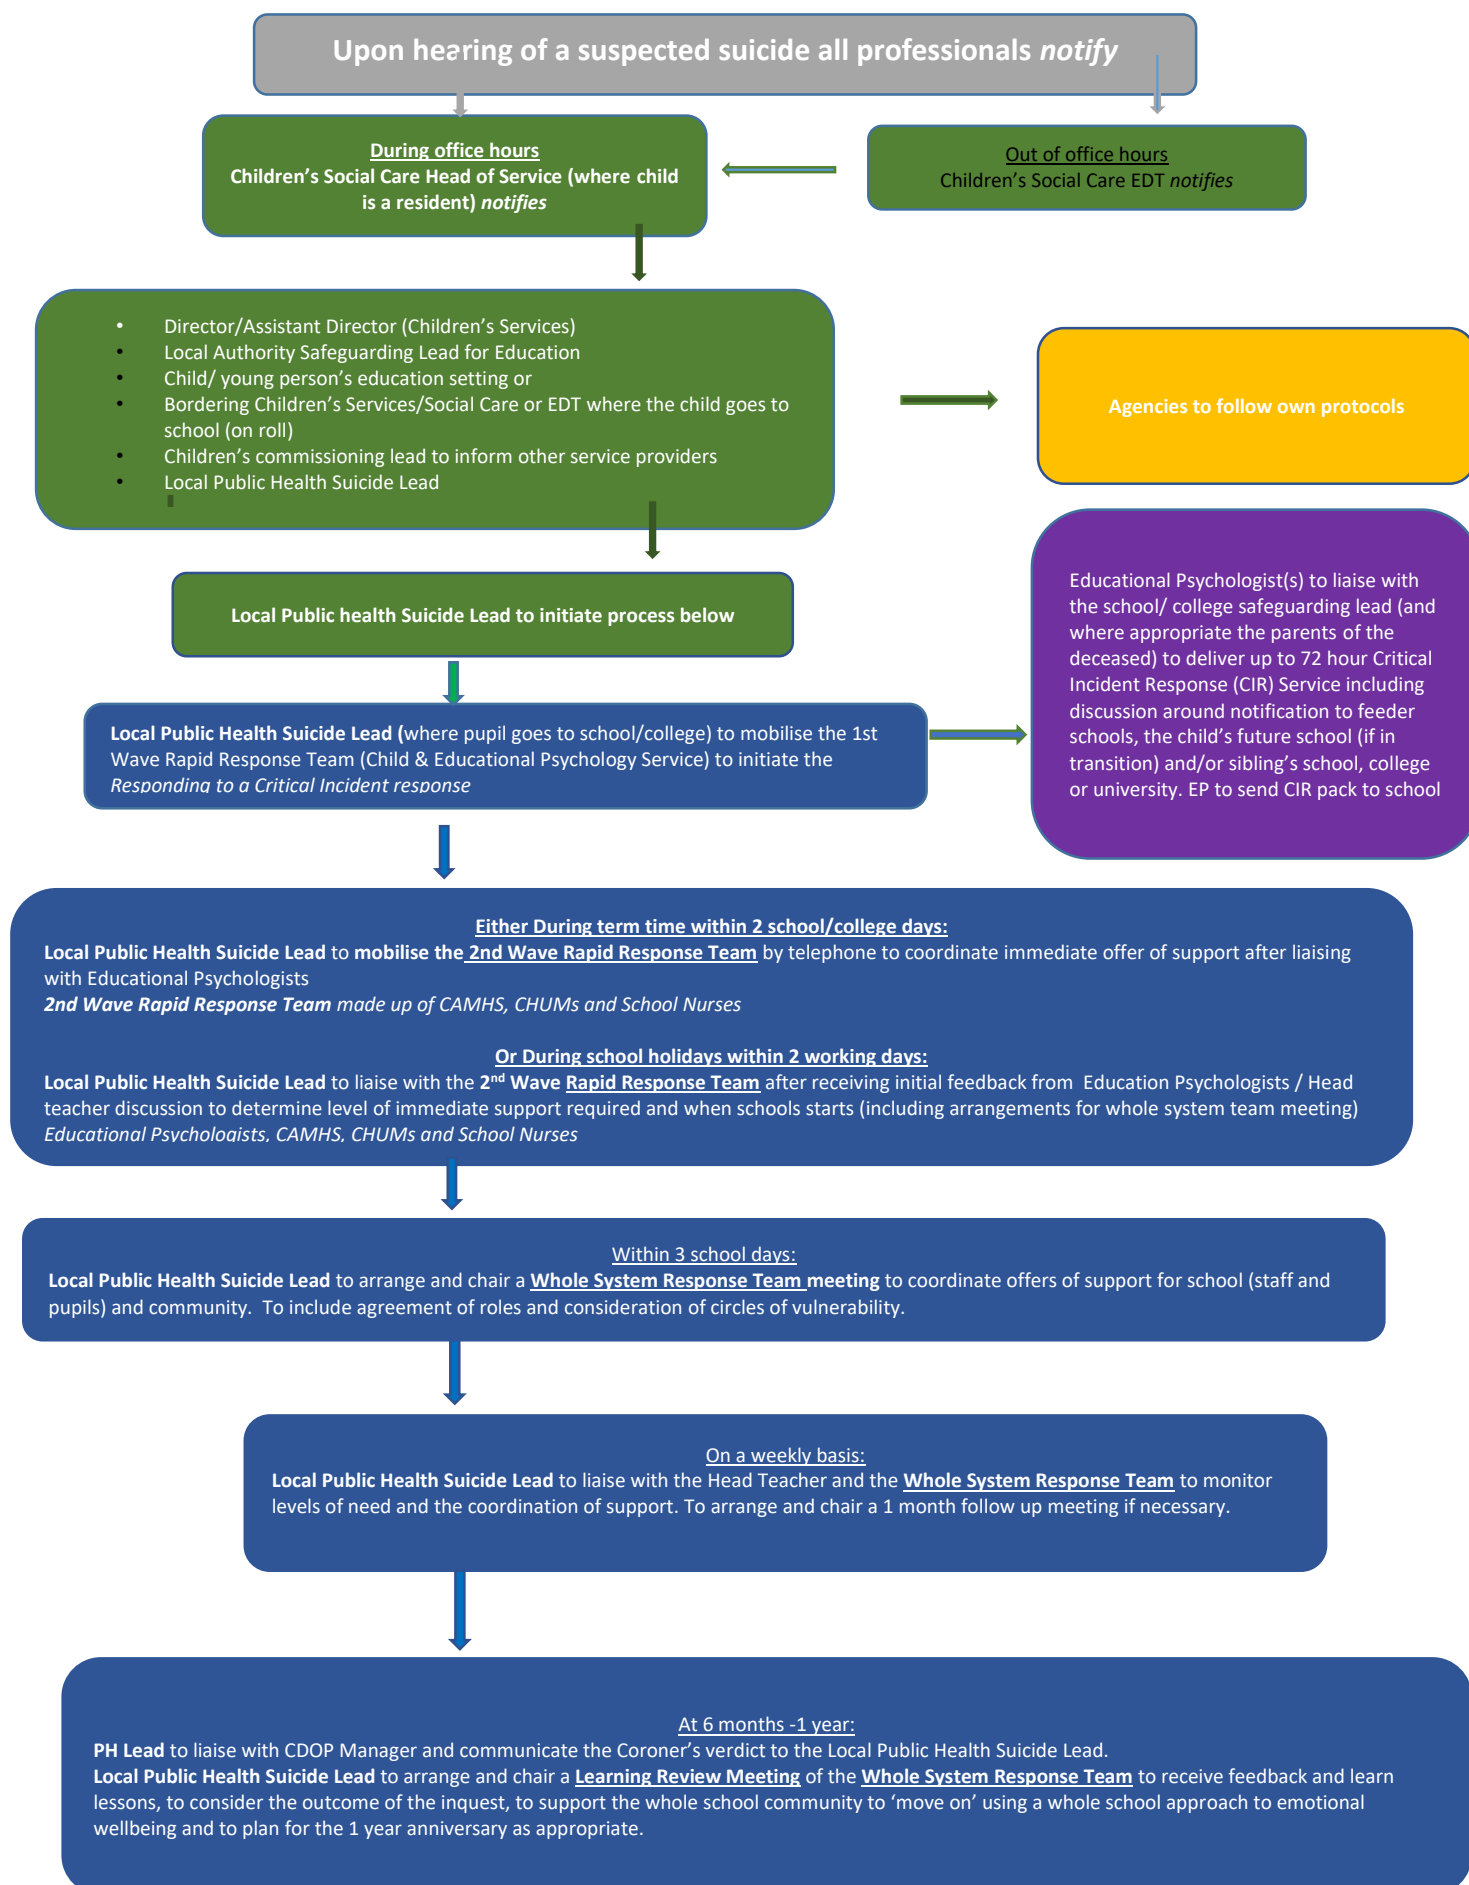 Upon hearing of a suspected suicide all professionals notify
During office hours
Children’s Social Care Head of Service (where child
is a resident) notifies
Out of office hours
Children’s Social Care EDT notifies
• Director/Assistant Director (Children’s Services)
• Local Authority Safeguarding Lead for Education
• Child/ young person’s education setting or
• Bordering Children’s Services/Social Care or EDT where the child goes to
school (on roll)
• Children’s commissioning lead to inform other service providers
• Local Public Health Suicide Lead
Agencies to follow own protocols
Local Public health Suicide Lead to initiate process below
Educational Psychologist(s) to liaise with
the school/ college safeguarding lead (and
where appropriate the parents of the
deceased) to deliver up to 72 hour Critical
Incident Response (CIR) Service including
discussion around notification to feeder
schools, the child’s future school (if in
transition) and/or sibling’s school, college
or university. EP to send CIR pack to school
Local Public Health Suicide Lead (where pupil goes to school/college) to mobilise the 1st
Wave Rapid Response Team (Child & Educational Psychology Service) to initiate the
Responding to a Critical Incident response
Either During term time within 2 school/college days:
Local Public Health Suicide Lead to mobilise the 2nd Wave Rapid Response Team by telephone to coordinate immediate offer of support after liaising
with Educational Psychologists
2nd Wave Rapid Response Team made up of CAMHS, CHUMs and School Nurses
Or During school holidays within 2 working days:
Local Public Health Suicide Lead to liaise with the 2nd Wave Rapid Response Team after receiving initial feedback from  Education Psychologists / Head
teacher discussion to determine level of immediate support required and when schools starts (including arrangements for whole system team meeting)
Educational Psychologists, CAMHS, CHUMs and School Nurses
Within 3 school days:
Local Public Health Suicide Lead to arrange and chair a Whole System Response Team meeting to coordinate offers of support for school (staff and
pupils) and community.  To include agreement of roles and consideration of circles of vulnerability.
On a weekly basis:
Local Public Health Suicide Lead to liaise with the Head Teacher and the Whole System Response Team to monitor
levels of need and the coordination of support. To arrange and chair a 1 month follow up meeting if necessary.
At 6 months -1 year:
PH Lead to liaise with CDOP Manager and communicate the Coroner’s verdict to the Local Public Health Suicide Lead.
Local Public Health Suicide Lead to arrange and chair a Learning Review Meeting of the Whole System Response Team to receive feedback and learn
lessons, to consider the outcome of the inquest, to support the whole school community to ‘move on’ using a whole school approach to emotional
wellbeing and to plan for the 1 year anniversary as appropriate.